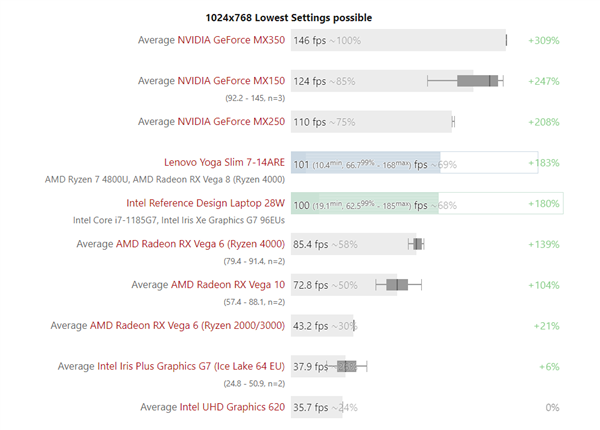 1024x768 Lowest Settings possible
Average NVIDIA GeForce MX350 146 fps ~100% +309%
Average NVIDIA GeForce MX150 124 fps ~85% +247%
(92.2 - 145, n=3)
Average NVIDIA GeForce MX250 110 fps ~75% +208%
Lenovo Yoga Slim 7-14ARE 101 (10.4min, 66.799% - 168max) fps ~69% +183%
AMD Ryzen 7 4800U, AMD Radeon RX Vega 8 (Ryzen 4000)
Intel Reference Design Laptop 28W 100 (19.1min, 62.599% - 185max) fps ~68% +180%
Intel Core i7-1185G7, Intel Iris Xe Graphics G7 96EUs
Average AMD Radeon RX Vega 6 (Ryzen 4000) 85.4 fps ~58% +139%
(79.4 - 91.4, n=2)
Average AMD Radeon RX Vega 10 72.8 fps ~50% +104%
(57.4 - 88.1, n=2)
Average AMD Radeon RX Vega 6 (Ryzen 2000/3000) 43.2 fps ~30% +21%
Average Intel Iris Plus Graphics G7 (Ice Lake 64 EU) 37.9 fps +6%
(24.8 - 50.9, n=2)
Average Intel UHD Graphics 620 35.7 fps ~24% 0%